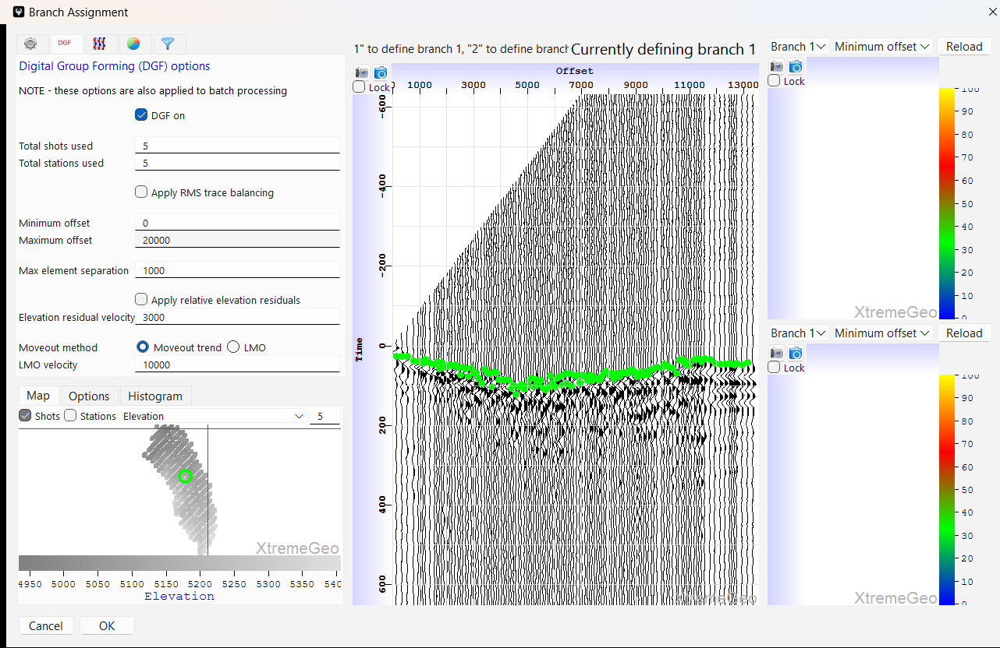 Branch Assignment
DGF
Digital Group Forming (DGF) options
NOTE - these options are also applied to batch processing
DGF on
Total shots used 5
Total stations used 5
Apply RMS trace balancing
Minimum offset 0
Maximum offset 20000
Max element separation 1000
Apply relative elevation residuals
Elevation residual velocity 3000
Moveout method Moveout trend LMO
LMO velocity 10000
Map Options Histogram
Shots Stations Elevation 5
XtremeGeo
4950 5000 5050 5100 5150 5200 5250 5300 5350 540
Elevation
Cancel OK
1" to define branch 1, "2" to define branch Currently defining branch 1
Offset
Lock
1000 3000 5000 7000 9000 11000 13000
Time
-600
-400
-200
0
200
400
600
XtremeGeo
Branch 1 Minimum offset Reload
Lock
100
90
80
70
60
50
40
30
20
10
0
XtremeGeo
Branch 1 Minimum offset Reload
Lock
100
90
80
70
60
50
40
30
20
10
0
XtremeGeo